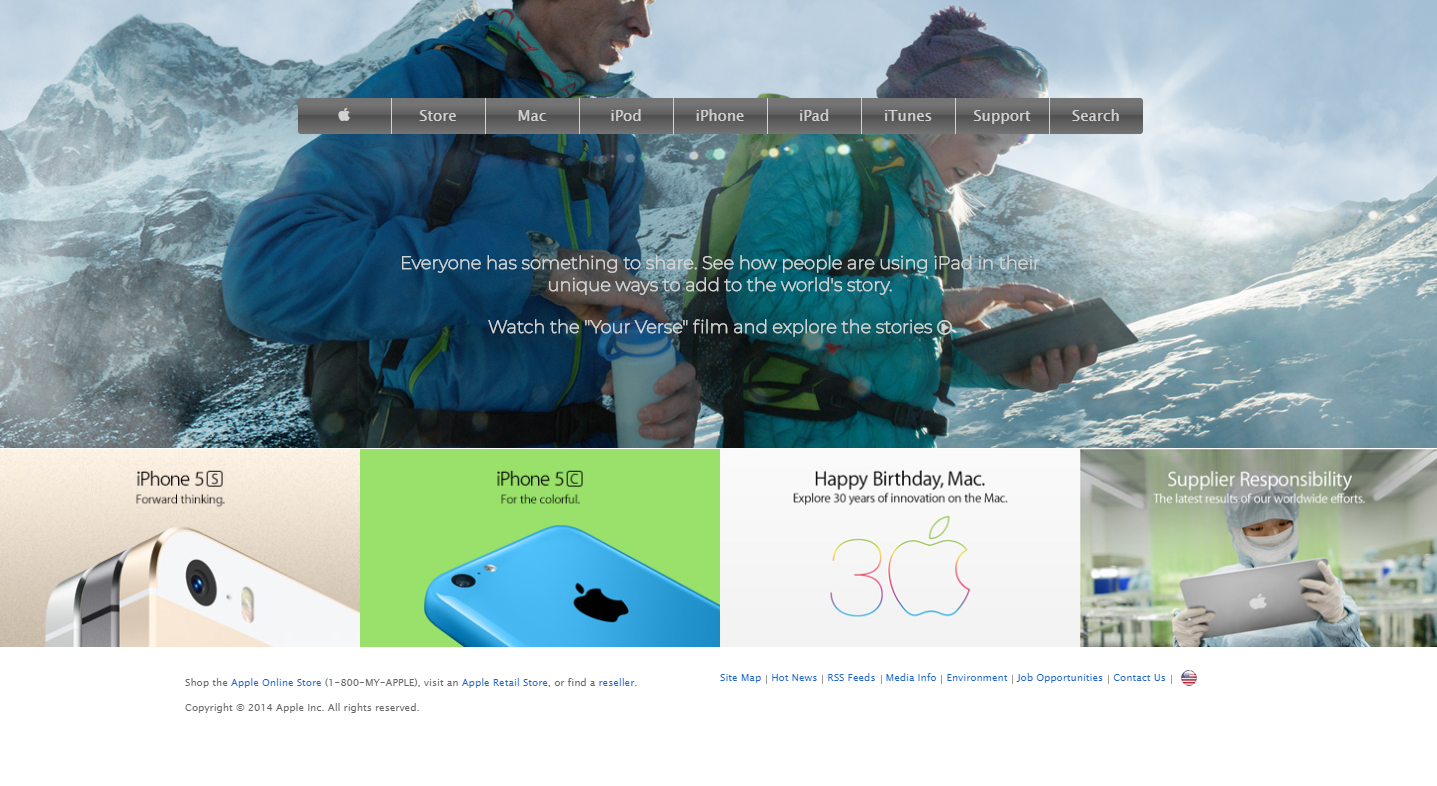 Store Mac iPod iPhone iPad iTunes Support Search
Everyone has something to share. See how people are using iPad in their
unique ways to add to the world's story.
Watch the "Your Verse" film and explore the stories
iPhone 5S
Forward thinking.
iPhone 5C
For the colorful.
Happy Birthday, Mac.
Explore 30 years of innovation on the Mac.
30
Supplier Responsibility
The latest results of our worldwide efforts.
Shop the Apple Online Store (1-800-MY-APPLE), visit an Apple Retail Store, or find a reseller.
Site Map | Hot News | RSS Feeds | Media Info | Environment | Job Opportunities | Contact Us |
Copyright © 2014 Apple Inc. All rights reserved.